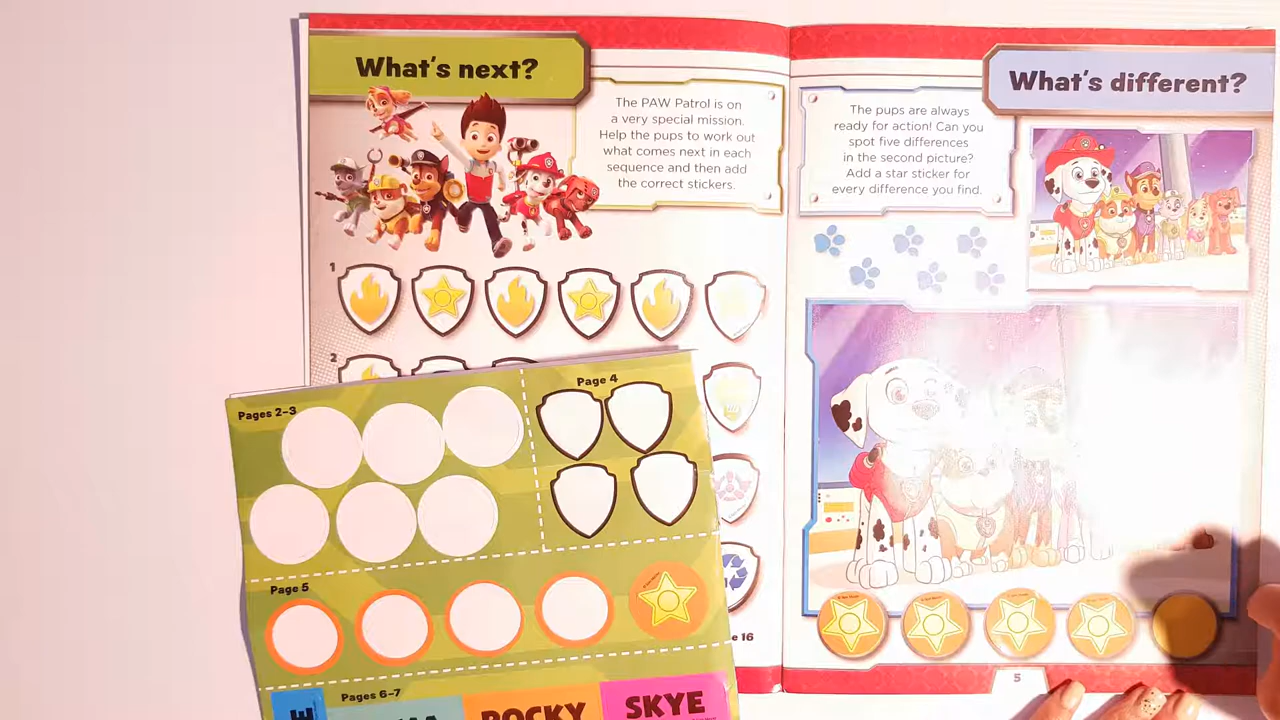 What's next?
The PAW Patrol is on
a very special mission.
Help the pups to work out
what comes next in each
sequence and then add
the correct stickers.
1
2
What's different?
The pups are always
ready for action! Can you
spot five differences
in the second picture?
Add a star sticker for
every difference you find.
Pages 2–3
Page 4
Page 5
Pages 6–7
ROCKY
SKYE
e 16
5